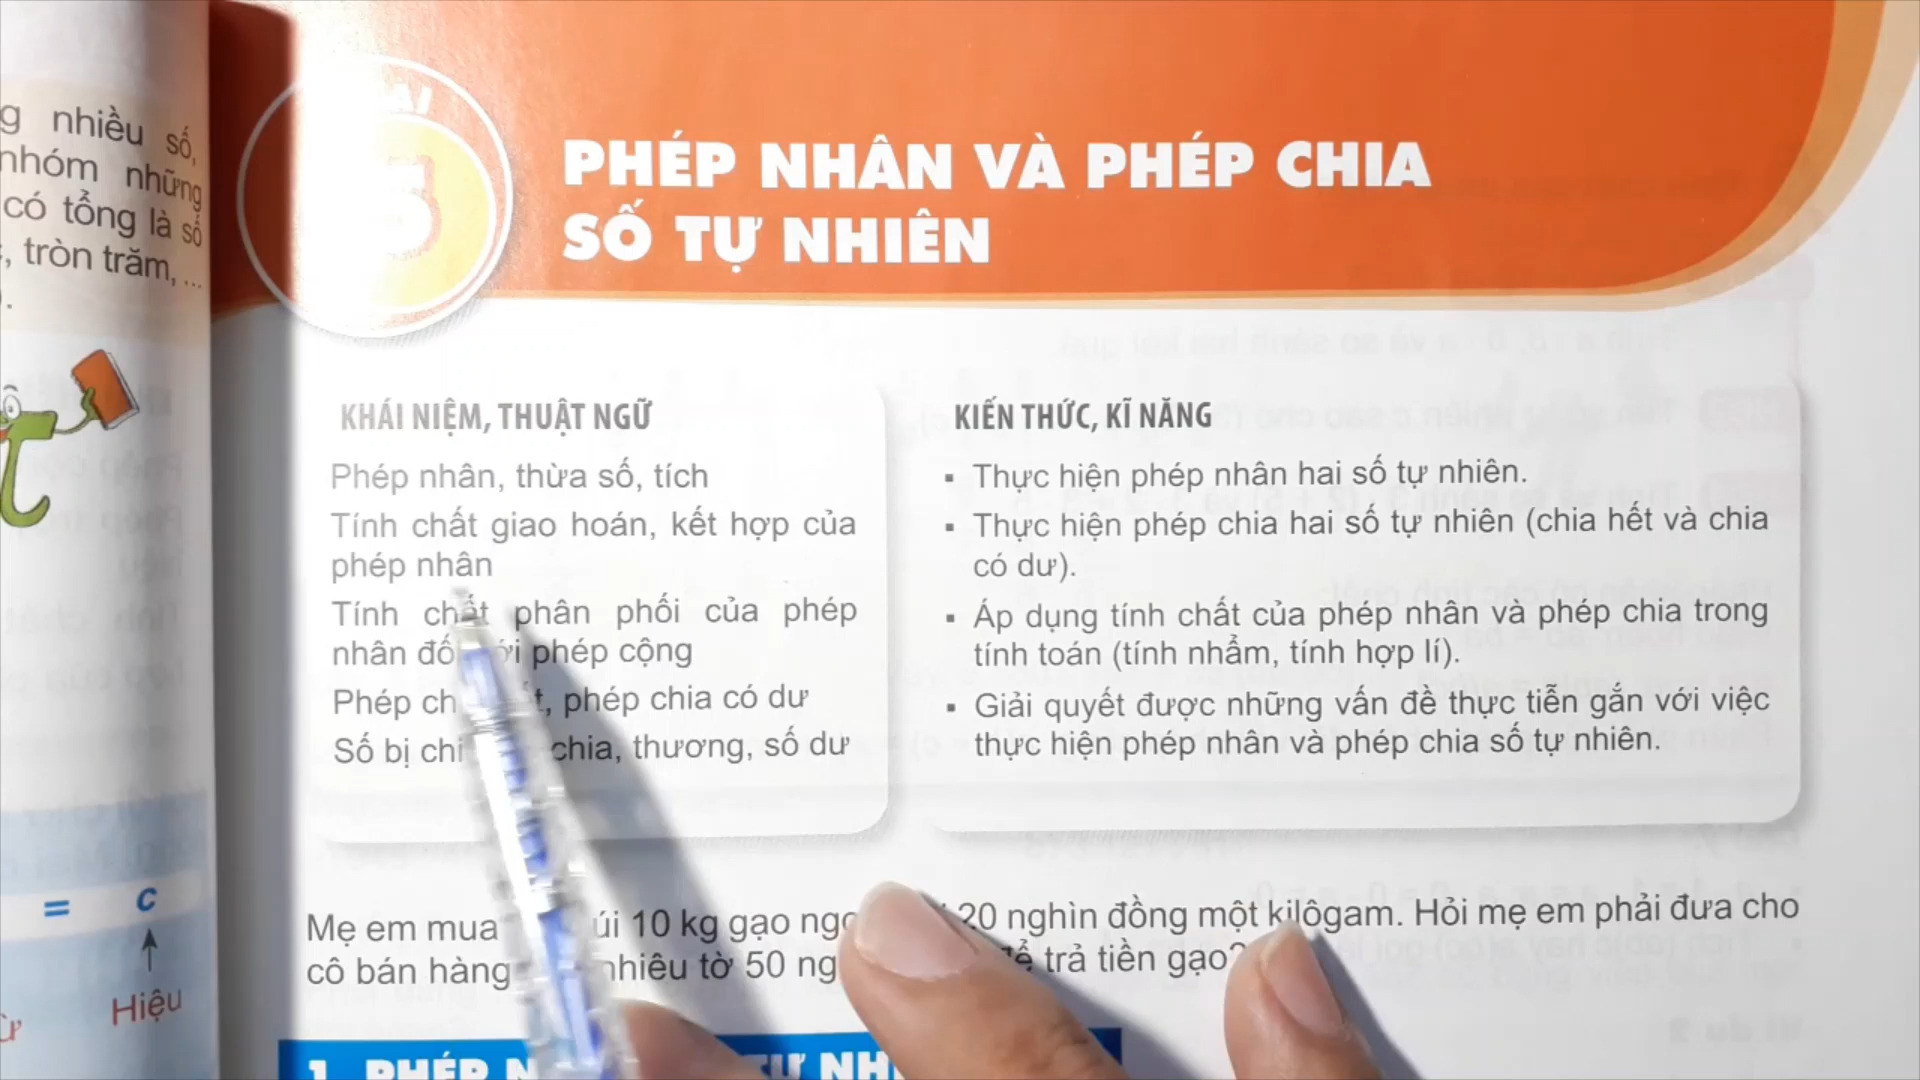 g nhiều số,
nhóm những
có tổng là số
, tròn trăm, ...
= c
Hiệu
5
PHÉP NHÂN VÀ PHÉP CHIA
SỐ TỰ NHIÊN
KHÁI NIỆM, THUẬT NGỮ
Phép nhân, thừa số, tích
Tính chất giao hoán, kết hợp của
phép nhân
Tính chất phân phối của phép
nhân phép cộng
Phép phép chia có dư
Số bị chia, thương, số dư
KIẾN THỨC, KĨ NĂNG
▪ Thực hiện phép nhân hai số tự nhiên.
▪ Thực hiện phép chia hai số tự nhiên (chia hết và chia
có dư).
▪ Áp dụng tính chất của phép nhân và phép chia trong
tính toán (tính nhẩm, tính hợp lí).
▪ Giải quyết được những vấn đề thực tiễn gắn với việc
thực hiện phép nhân và phép chia số tự nhiên.
Mẹ em mua 10 kg gạo 20 nghìn đồng một kilôgam. Hỏi mẹ em phải đưa cho
cô bán hàng nhiêu tờ 50 trả tiền gạo?
1. PHÉP